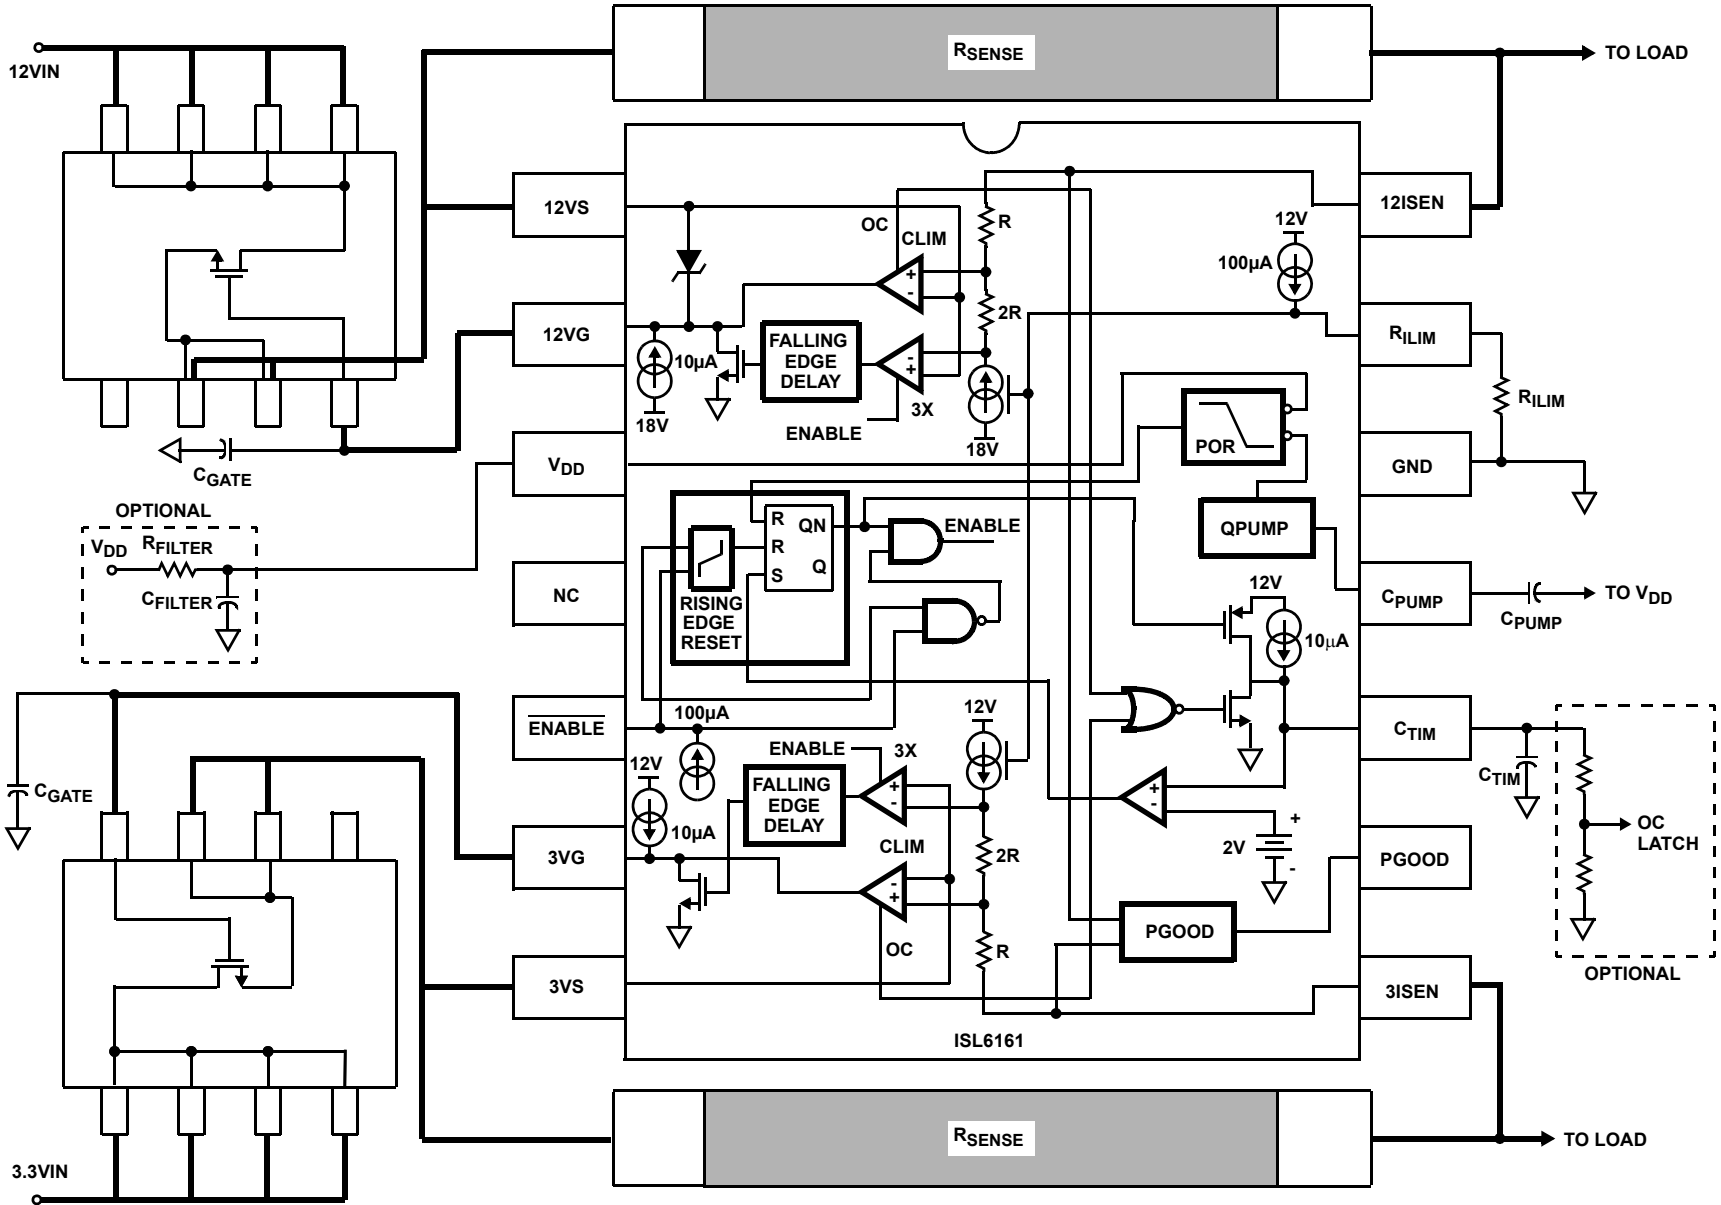 12VIN
RSENSE
TO LOAD
12VS
OC
CLIM
R
12ISEN
12V
100µA
+
-
2R
12VG
10µA
FALLING
EDGE
DELAY
-
+
3X
ENABLE
18V
18V
RILIM
RILIM
POR
CGATE
VDD
GND
OPTIONAL
VDD
RFILTER
CFILTER
R
R
S
QN
Q
ENABLE
QPUMP
NC
RISING
EDGE
RESET
12V
10µA
CPUMP
CPUMP
TO VDD
ENABLE
100µA
12V
CTIM
CTIM
OC
LATCH
OPTIONAL
ENABLE
3X
12V
10µA
FALLING
EDGE
DELAY
+
-
+
-
2V
+
-
CGATE
3VG
CLIM
2R
-
+
OC
R
PGOOD
PGOOD
3VS
3ISEN
ISL6161
RSENSE
TO LOAD
3.3VIN